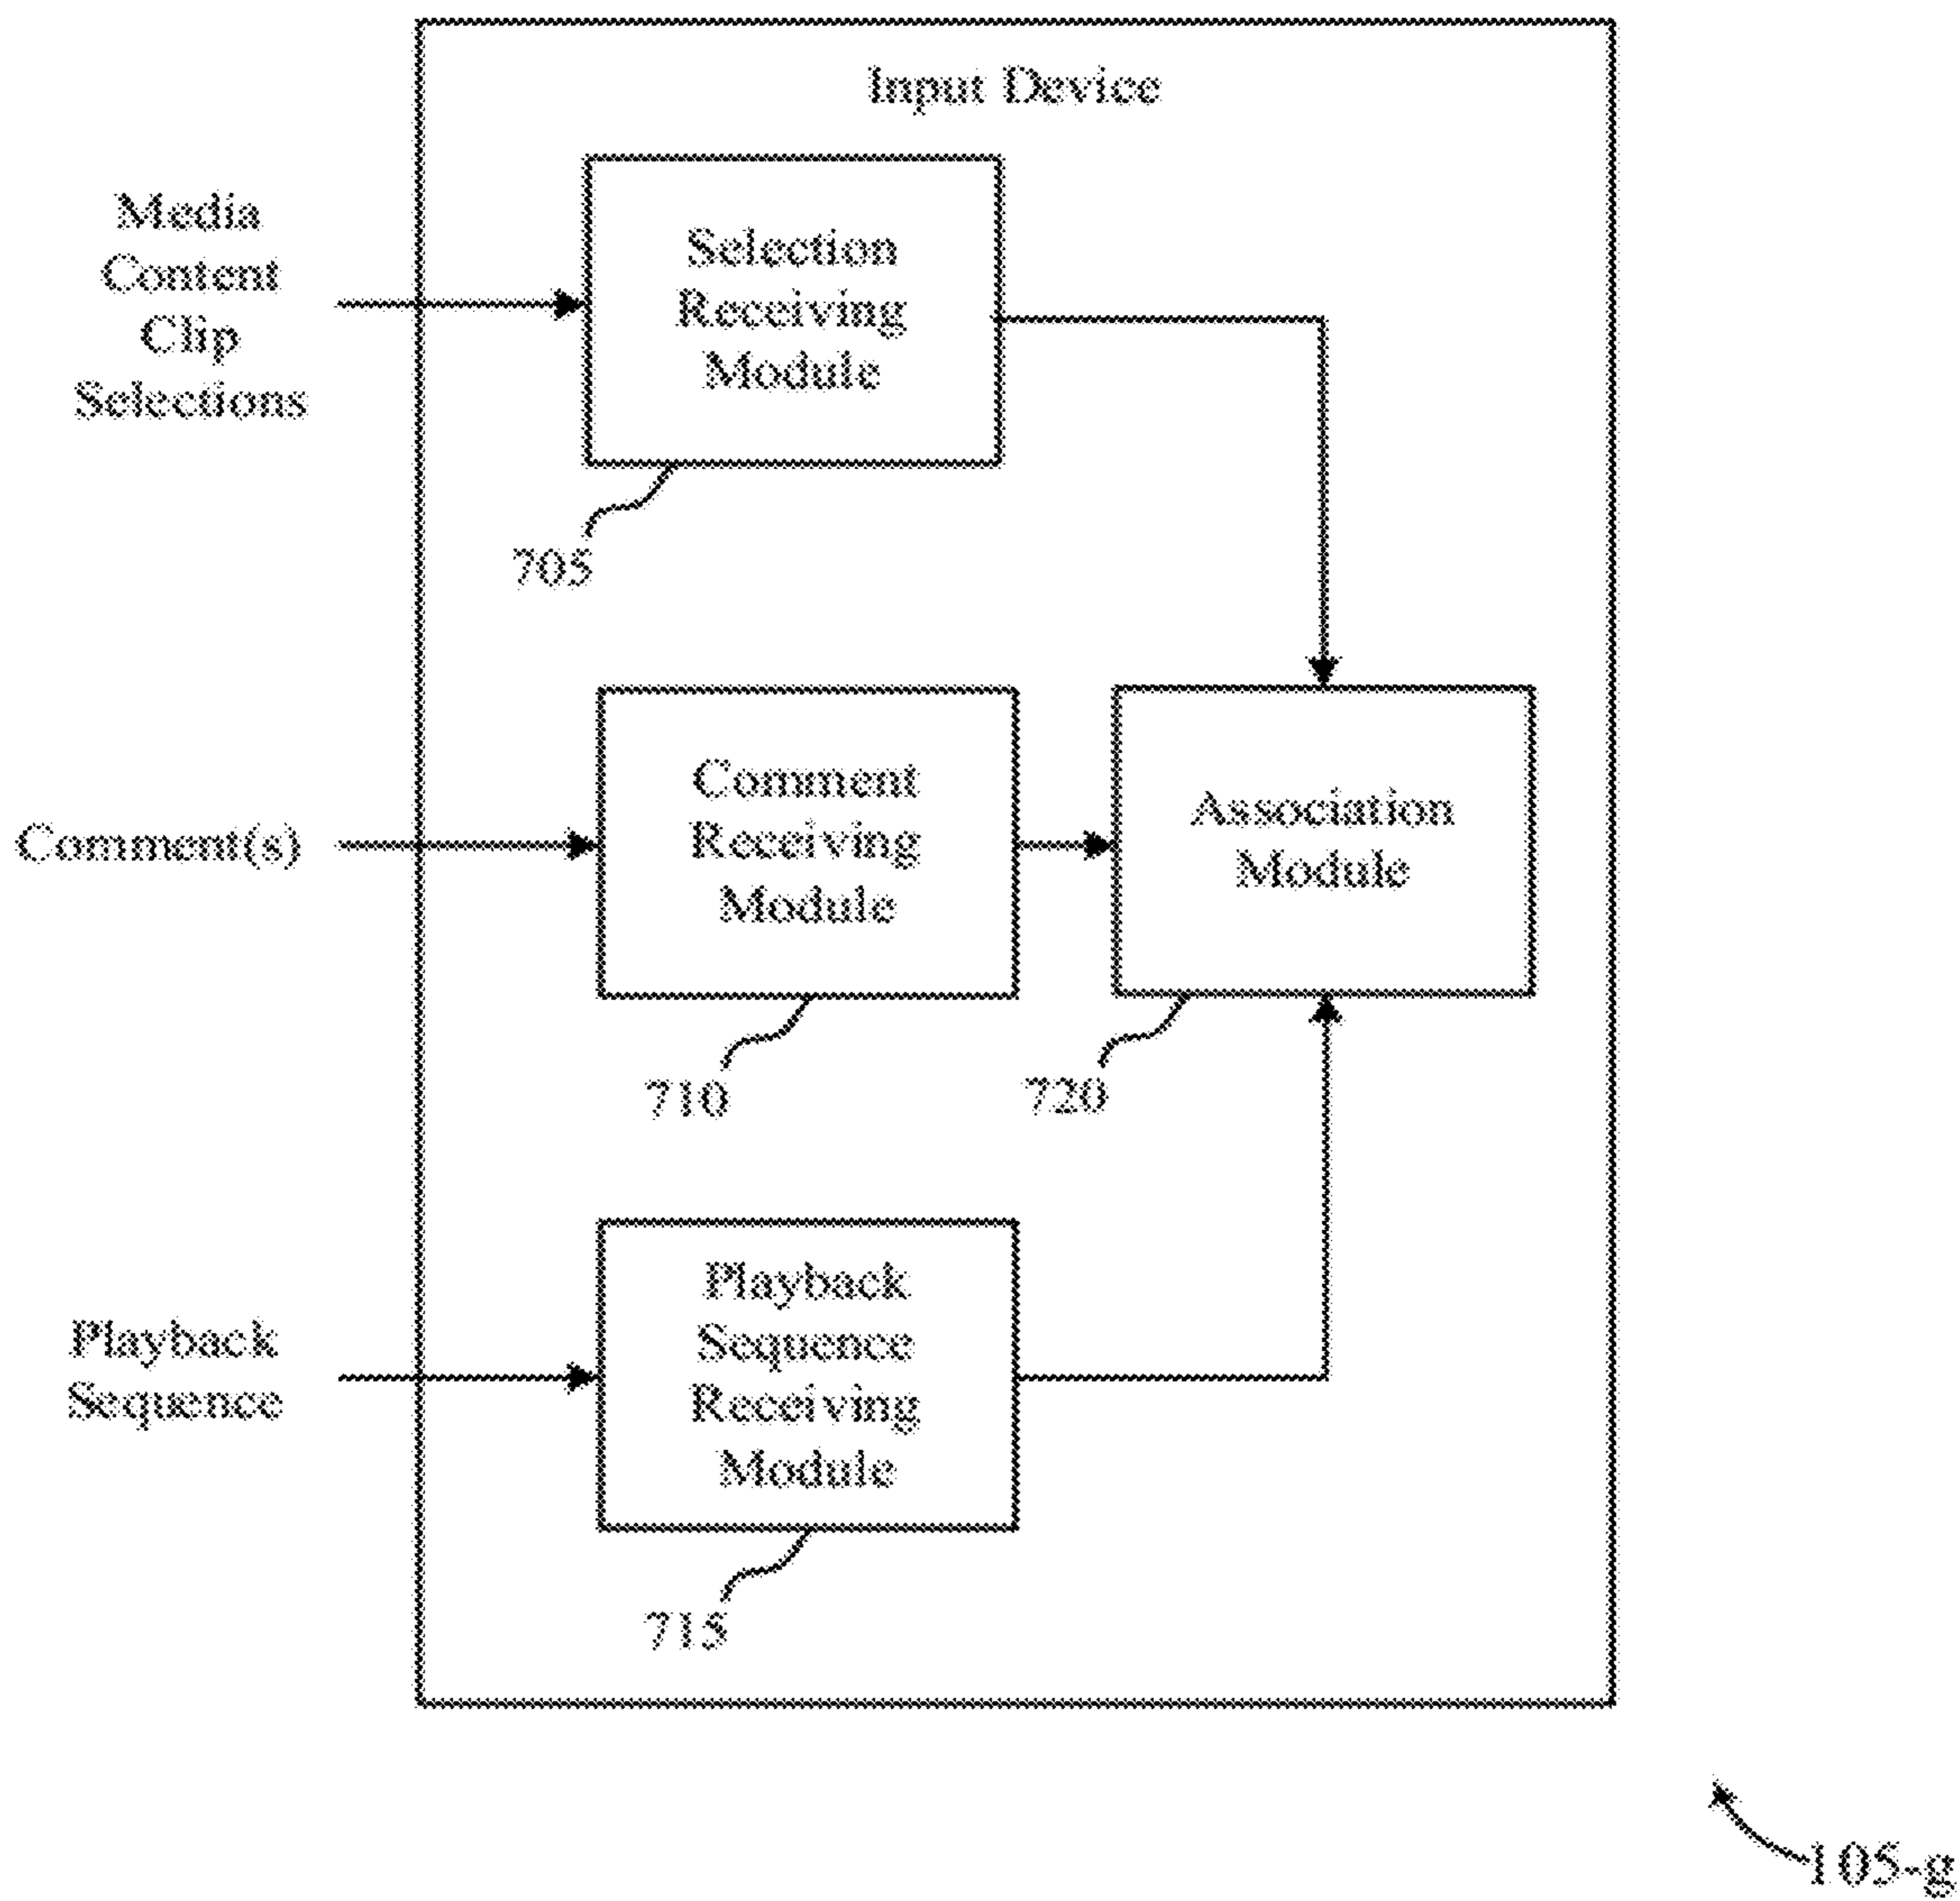 Input Device
Media
Content
Clip
Selections
Selection
Receiving
Module
705
Comment(s)
Comment
Receiving
Module
710
Association
Module
720
Playback
Sequence
Playback
Sequence
Receiving
Module
715
105-g